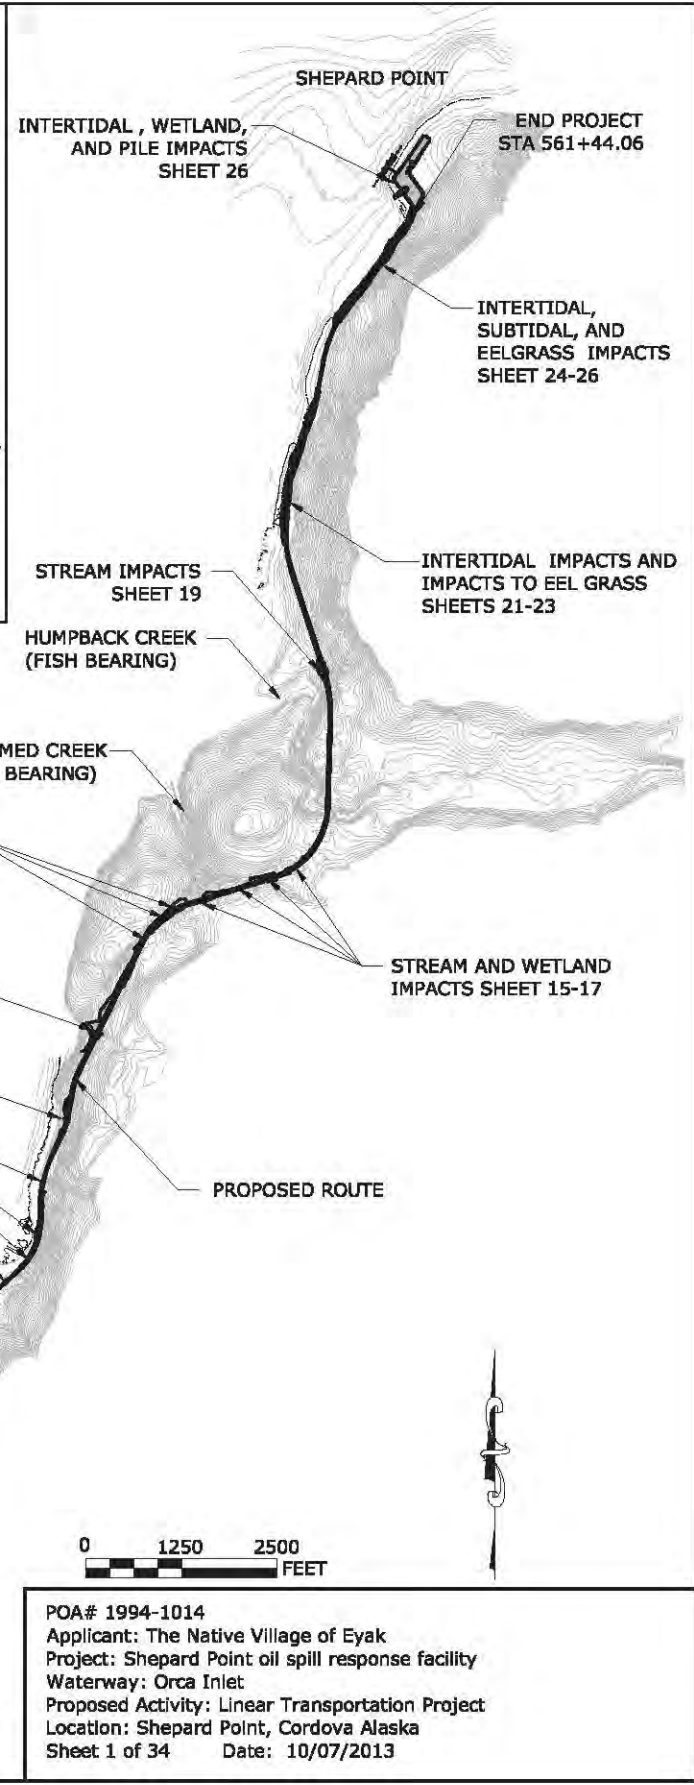 SHEPARD POINT
INTERTIDAL , WETLAND,
AND PILE IMPACTS
SHEET 26
END PROJECT
STA 561+44.06
INTERTIDAL,
SUBTIDAL, AND
EELGRASS IMPACTS
SHEET 24-26
INTERTIDAL IMPACTS AND
IMPACTS TO EEL GRASS
SHEETS 21-23
STREAM IMPACTS
SHEET 19
HUMPBACK CREEK
(FISH BEARING)
MED CREEK
BEARING)
STREAM AND WETLAND
IMPACTS SHEET 15-17
PROPOSED ROUTE
0 1250 2500
FEET
POA# 1994-1014
Applicant: The Native Village of Eyak
Project: Shepard Point oil spill response facility
Waterway: Orca Inlet
Proposed Activity: Linear Transportation Project
Location: Shepard Point, Cordova Alaska
Sheet 1 of 34 Date: 10/07/2013